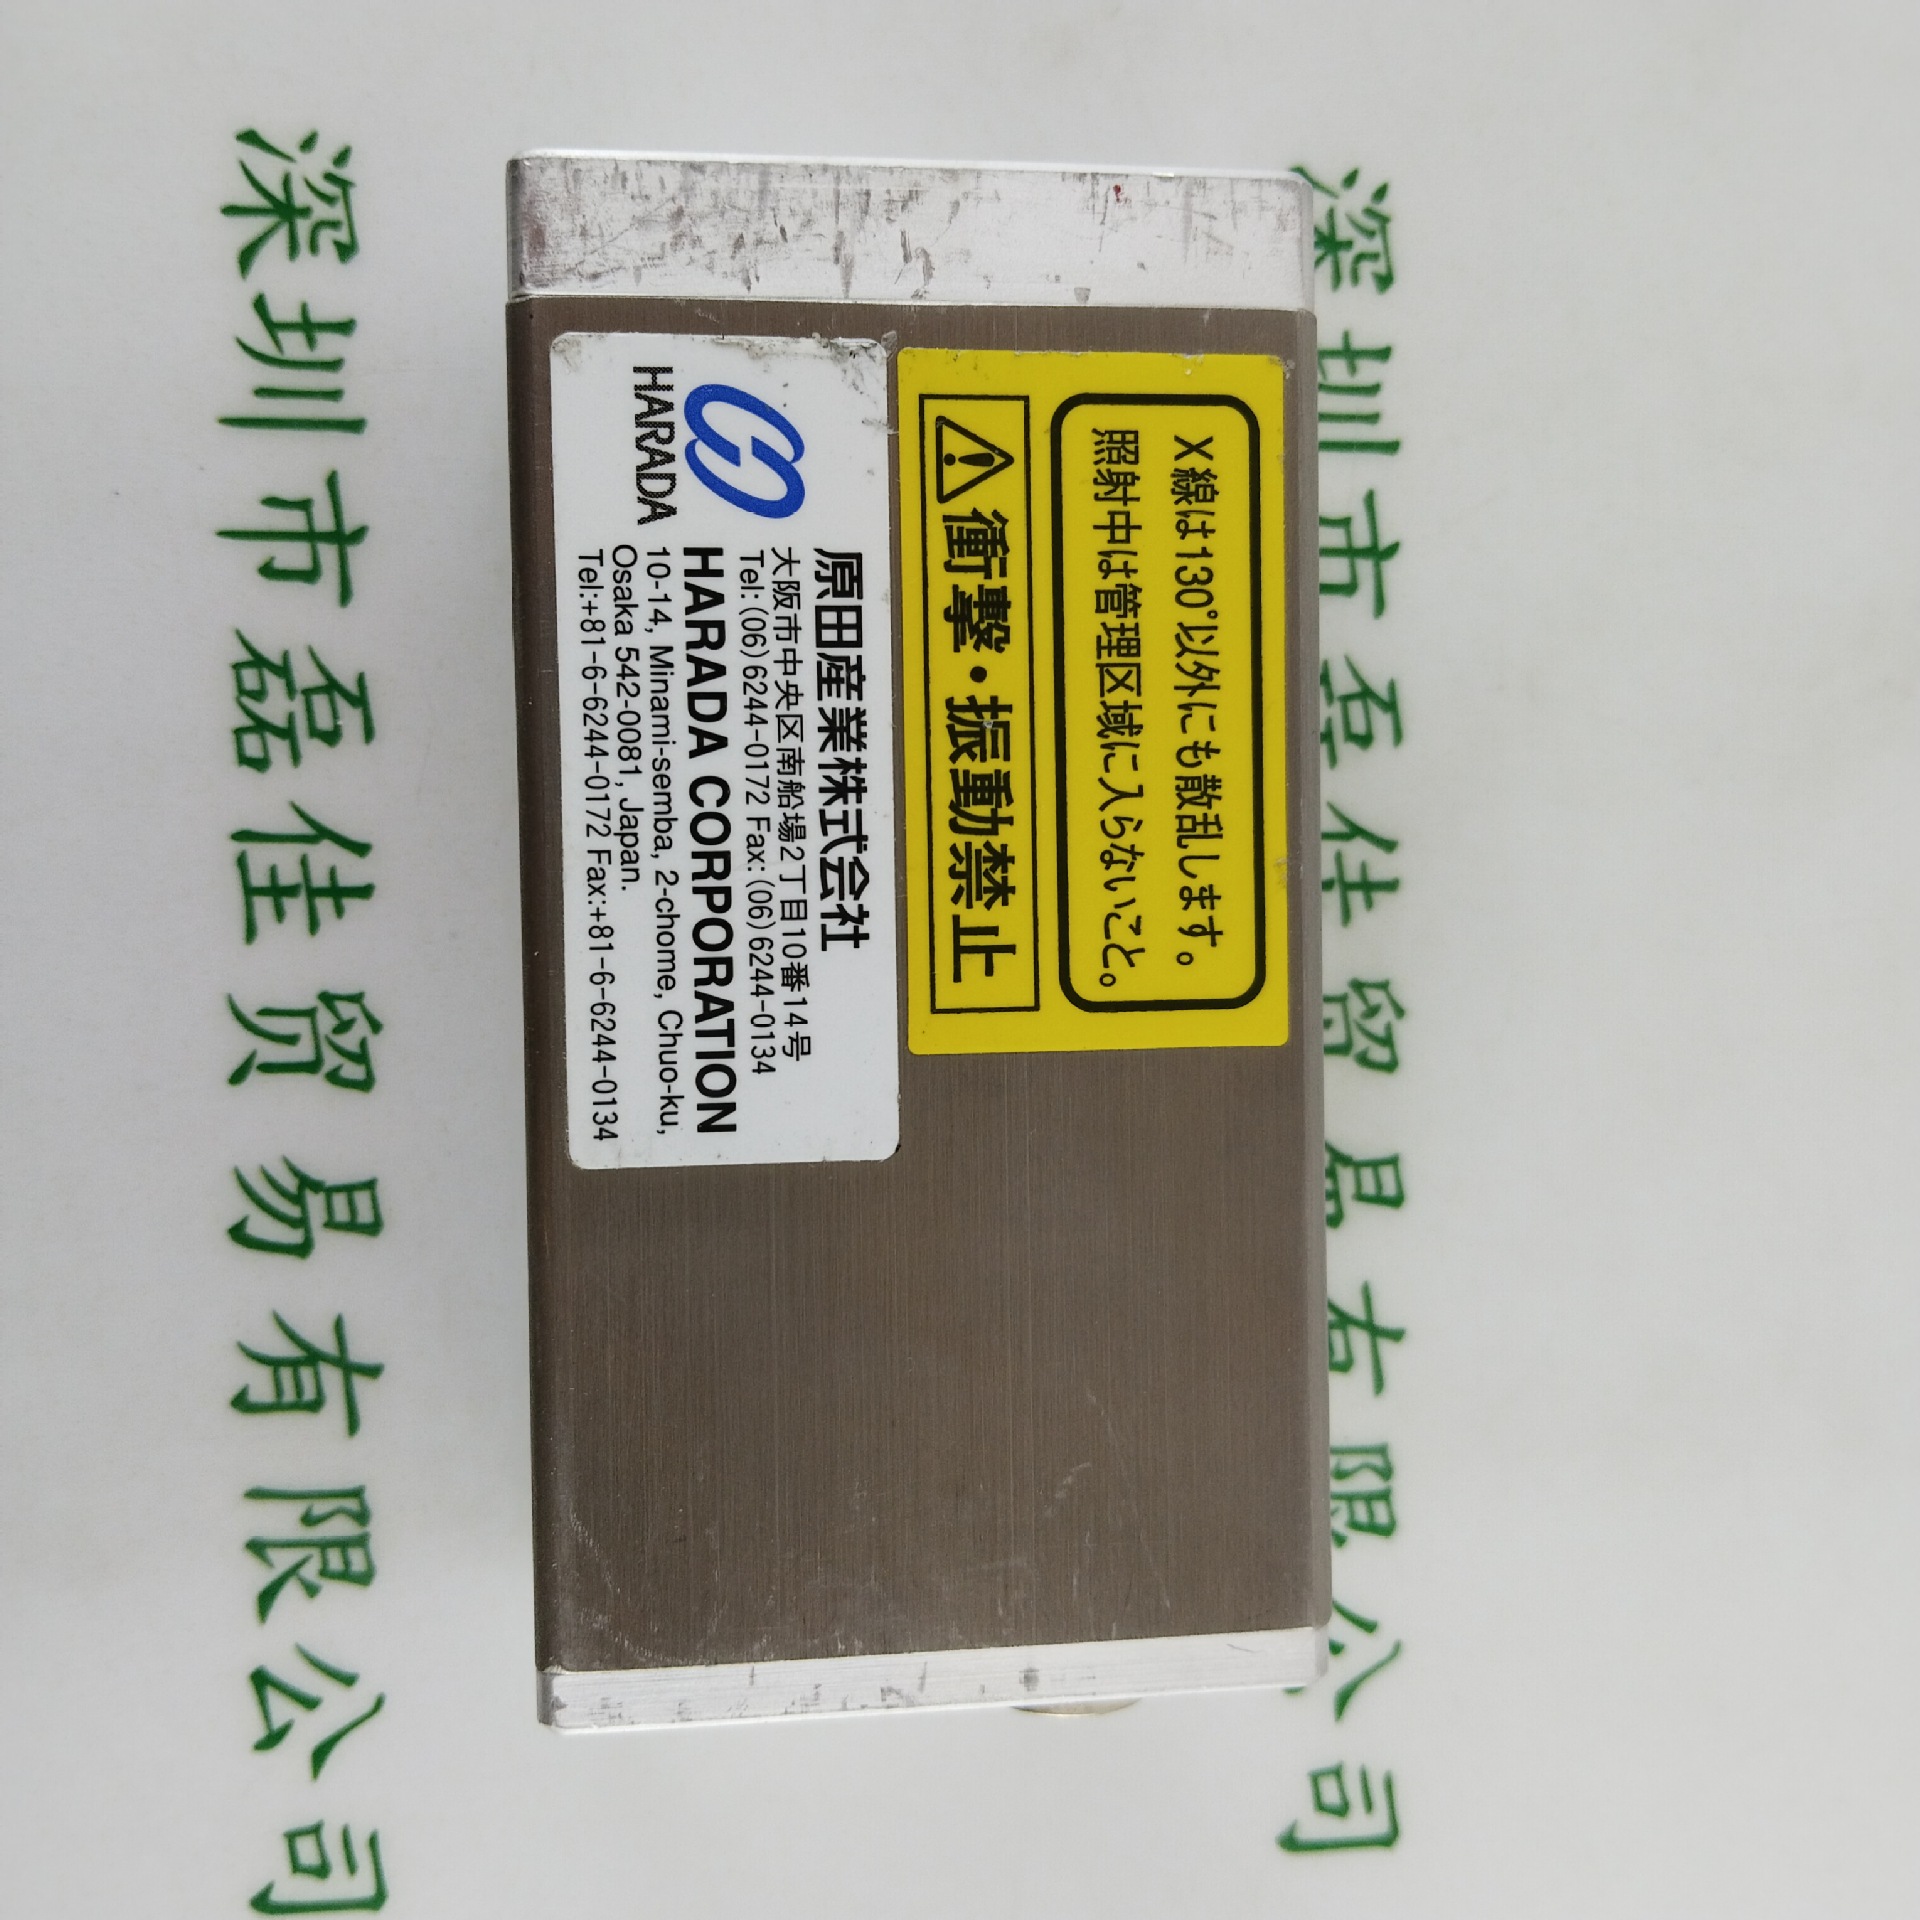 深圳市磊佳贸易有限公司
X線は130°以外にも散乱します。
照射中は管理区域に入らないこと。
衝撃・振動禁止
HARADA
原田産業株式会社
大阪市中央区南船場2丁目10番14号
Tel:(06)6244-0172 Fax:(06)6244-0134
HARADA CORPORATION
10-14, Minami-semba, 2-chome, Chuo-ku,
Osaka 542-0081, Japan.
Tel:+81-6-6244-0172 Fax:+81-6-6244-0134
深圳市磊佳贸易有限公司